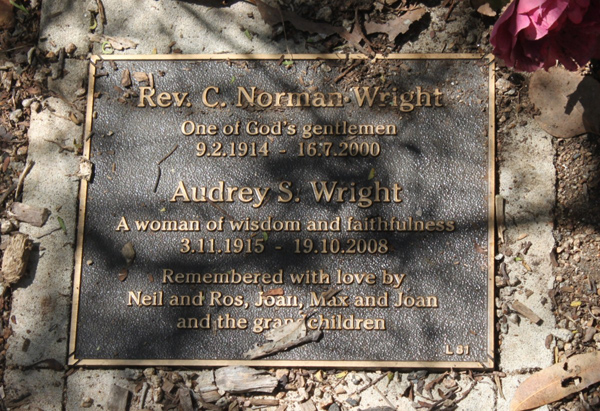 Rev. C. Norman Wright
One of God's gentlemen
9.2.1914 - 16.7.2000
Audrey S. Wright
A woman of wisdom and faithfulness
3.11.1915 - 19.10.2008
Remembered with love by
Neil and Ros, Joan, Max and Joan
and the grandchildren
L 81